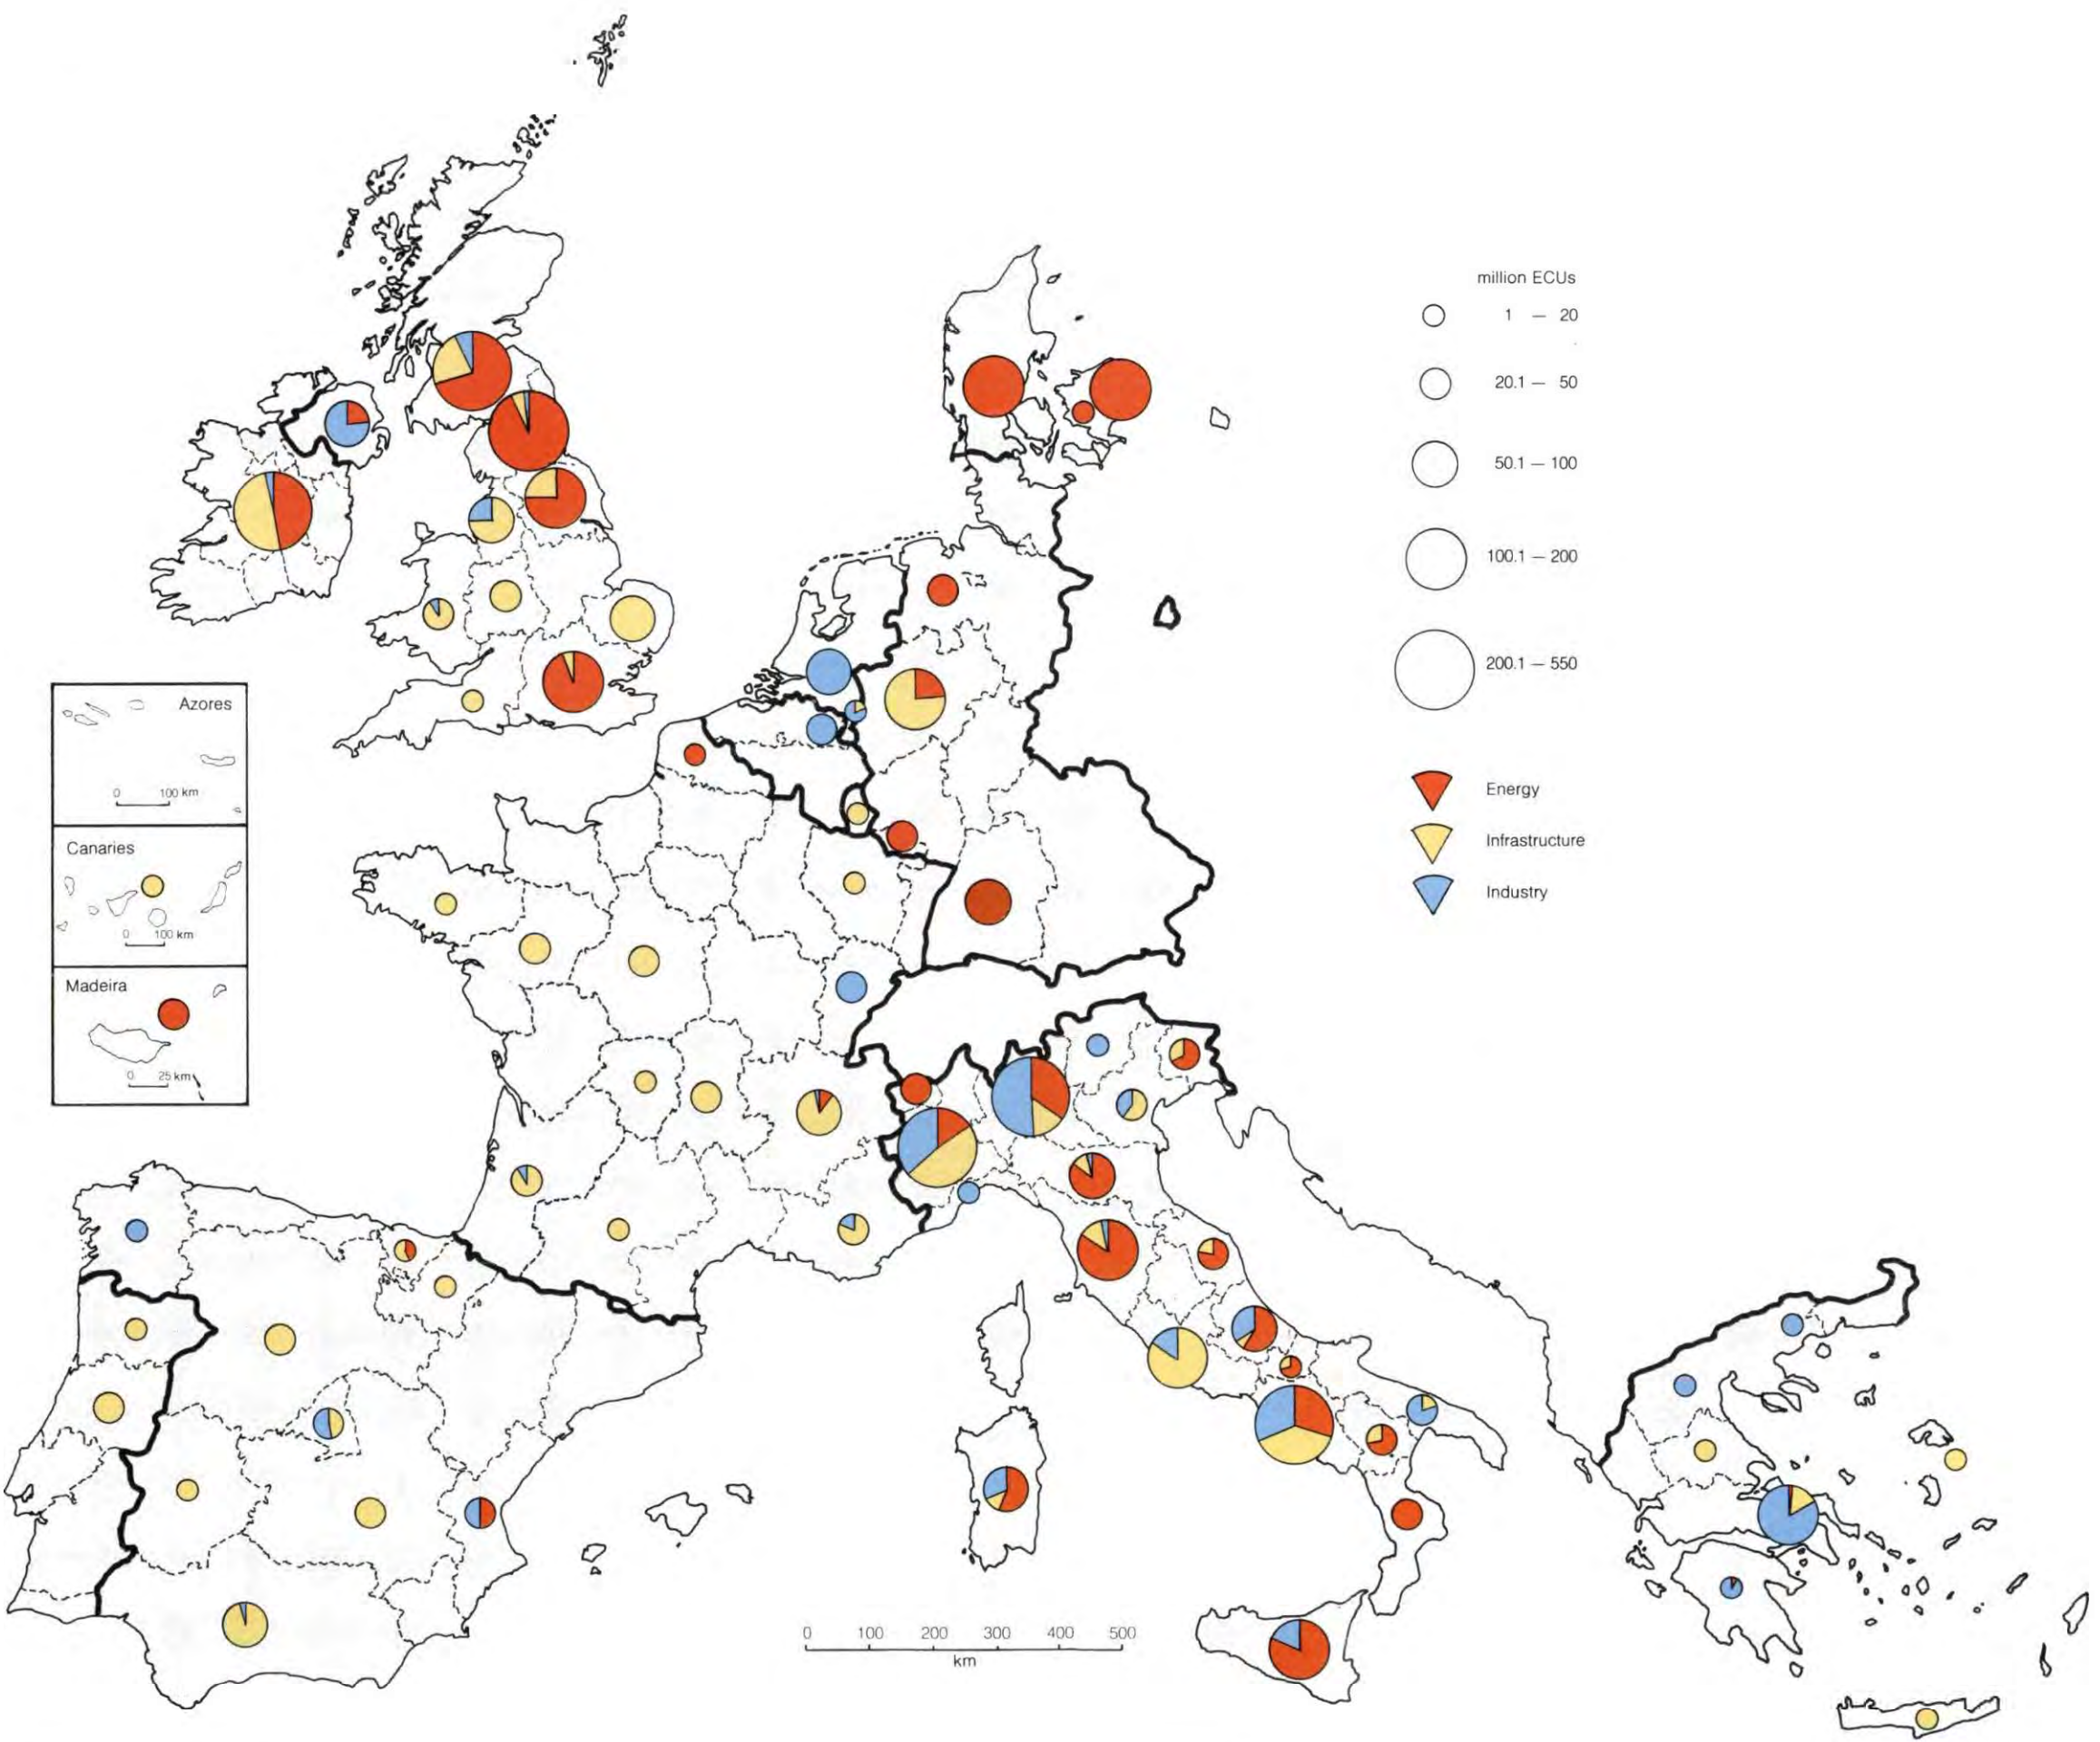 million ECUs
1 — 20
20.1 — 50
50.1 — 100
100.1 — 200
200.1 — 550
Energy
Infrastructure
Industry
Azores
0 100 km
Canaries
0 100 km
Madeira
0 25 km
0 100 200 300 400 500
km